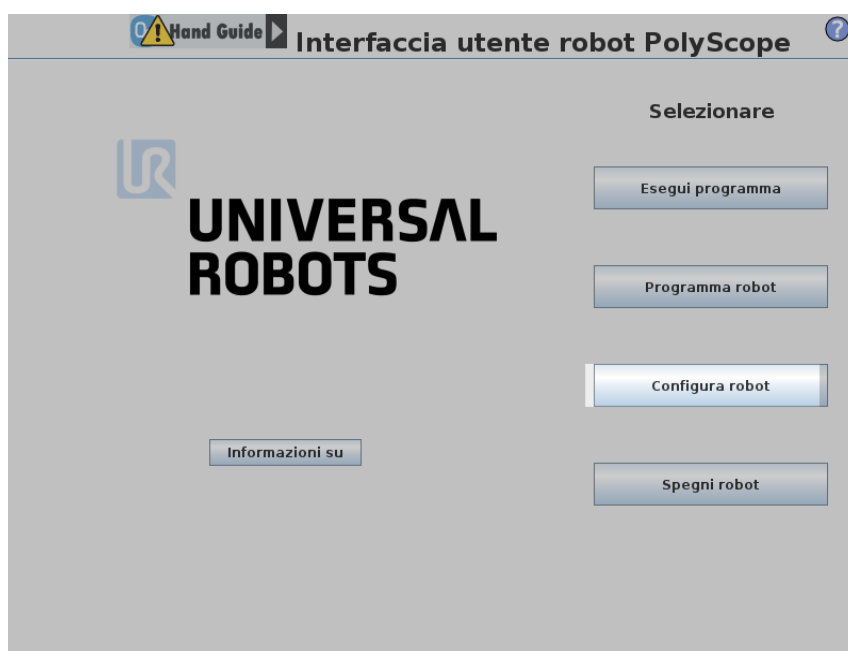 Hand Guide
Interfaccia utente robot PolyScope
?
Selezionare
UR
UNIVERSAL
ROBOTS
Esegui programma
Programma robot
Configura robot
Informazioni su
Spegni robot